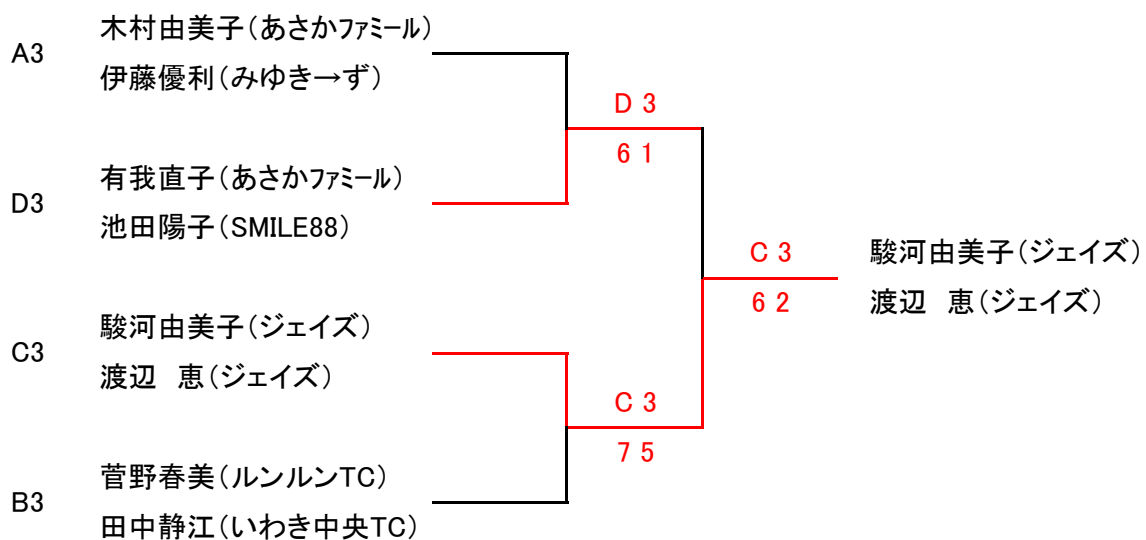 A3
木村由美子(あさかファミール)
伊藤優利(みゆき→ず)
D 3
6 1
D3
有我直子(あさかファミール)
池田陽子(SMILE88)
C 3
6 2
駿河由美子(ジェイズ)
渡辺　恵(ジェイズ)
C3
駿河由美子(ジェイズ)
渡辺　恵(ジェイズ)
C 3
7 5
B3
菅野春美(ルンルンTC)
田中静江(いわき中央TC)